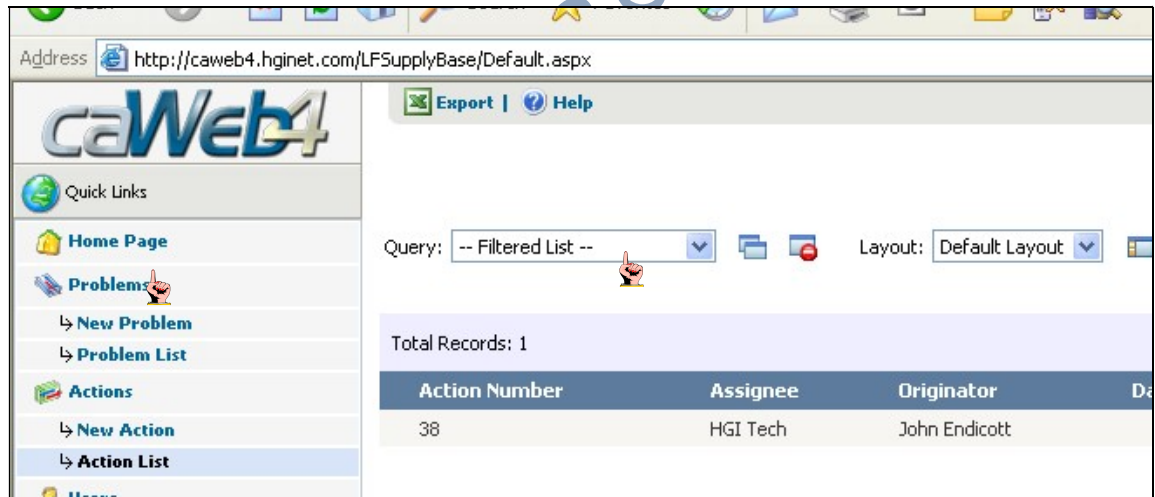 Address http://caweb4.hginet.com/LFSupplyBase/Default.aspx
caWeb4
Export | Help
Quick Links
Home Page
Query: -- Filtered List -- Layout: Default Layout
Problems
New Problem
Problem List
Total Records: 1
Actions
Action Number Assignee Originator
New Action
38 HGI Tech John Endicott
Action List